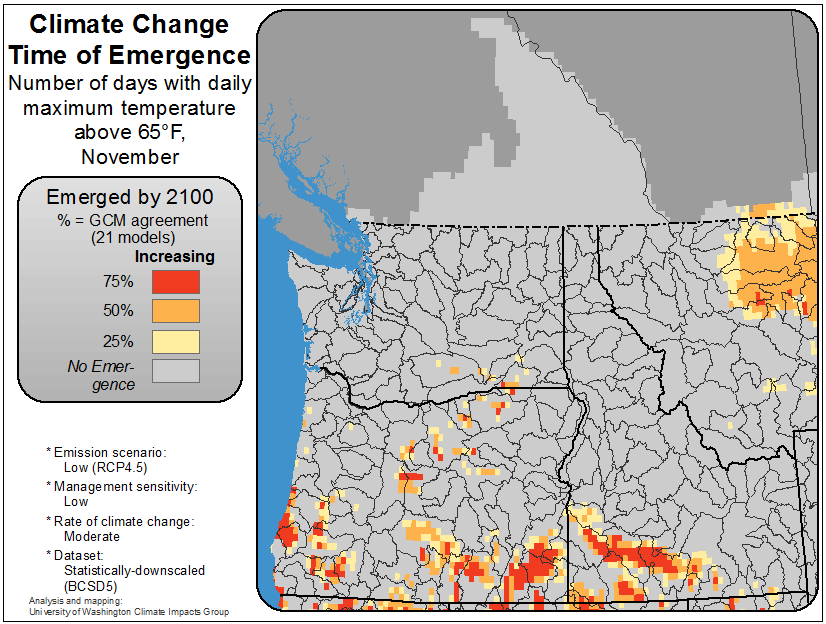 Climate Change
Time of Emergence
Number of days with daily
maximum temperature
above 65°F,
November
Emerged by 2100
% = GCM agreement
(21 models)
Increasing
75%
50%
25%
No Emer-
gence
* Emission scenario:
Low (RCP4.5)
* Management sensitivity:
Low
* Rate of climate change:
Moderate
* Dataset:
Statistically-downscaled
(BCSD5)
Analysis and mapping:
University of Washington Climate Impacts Group